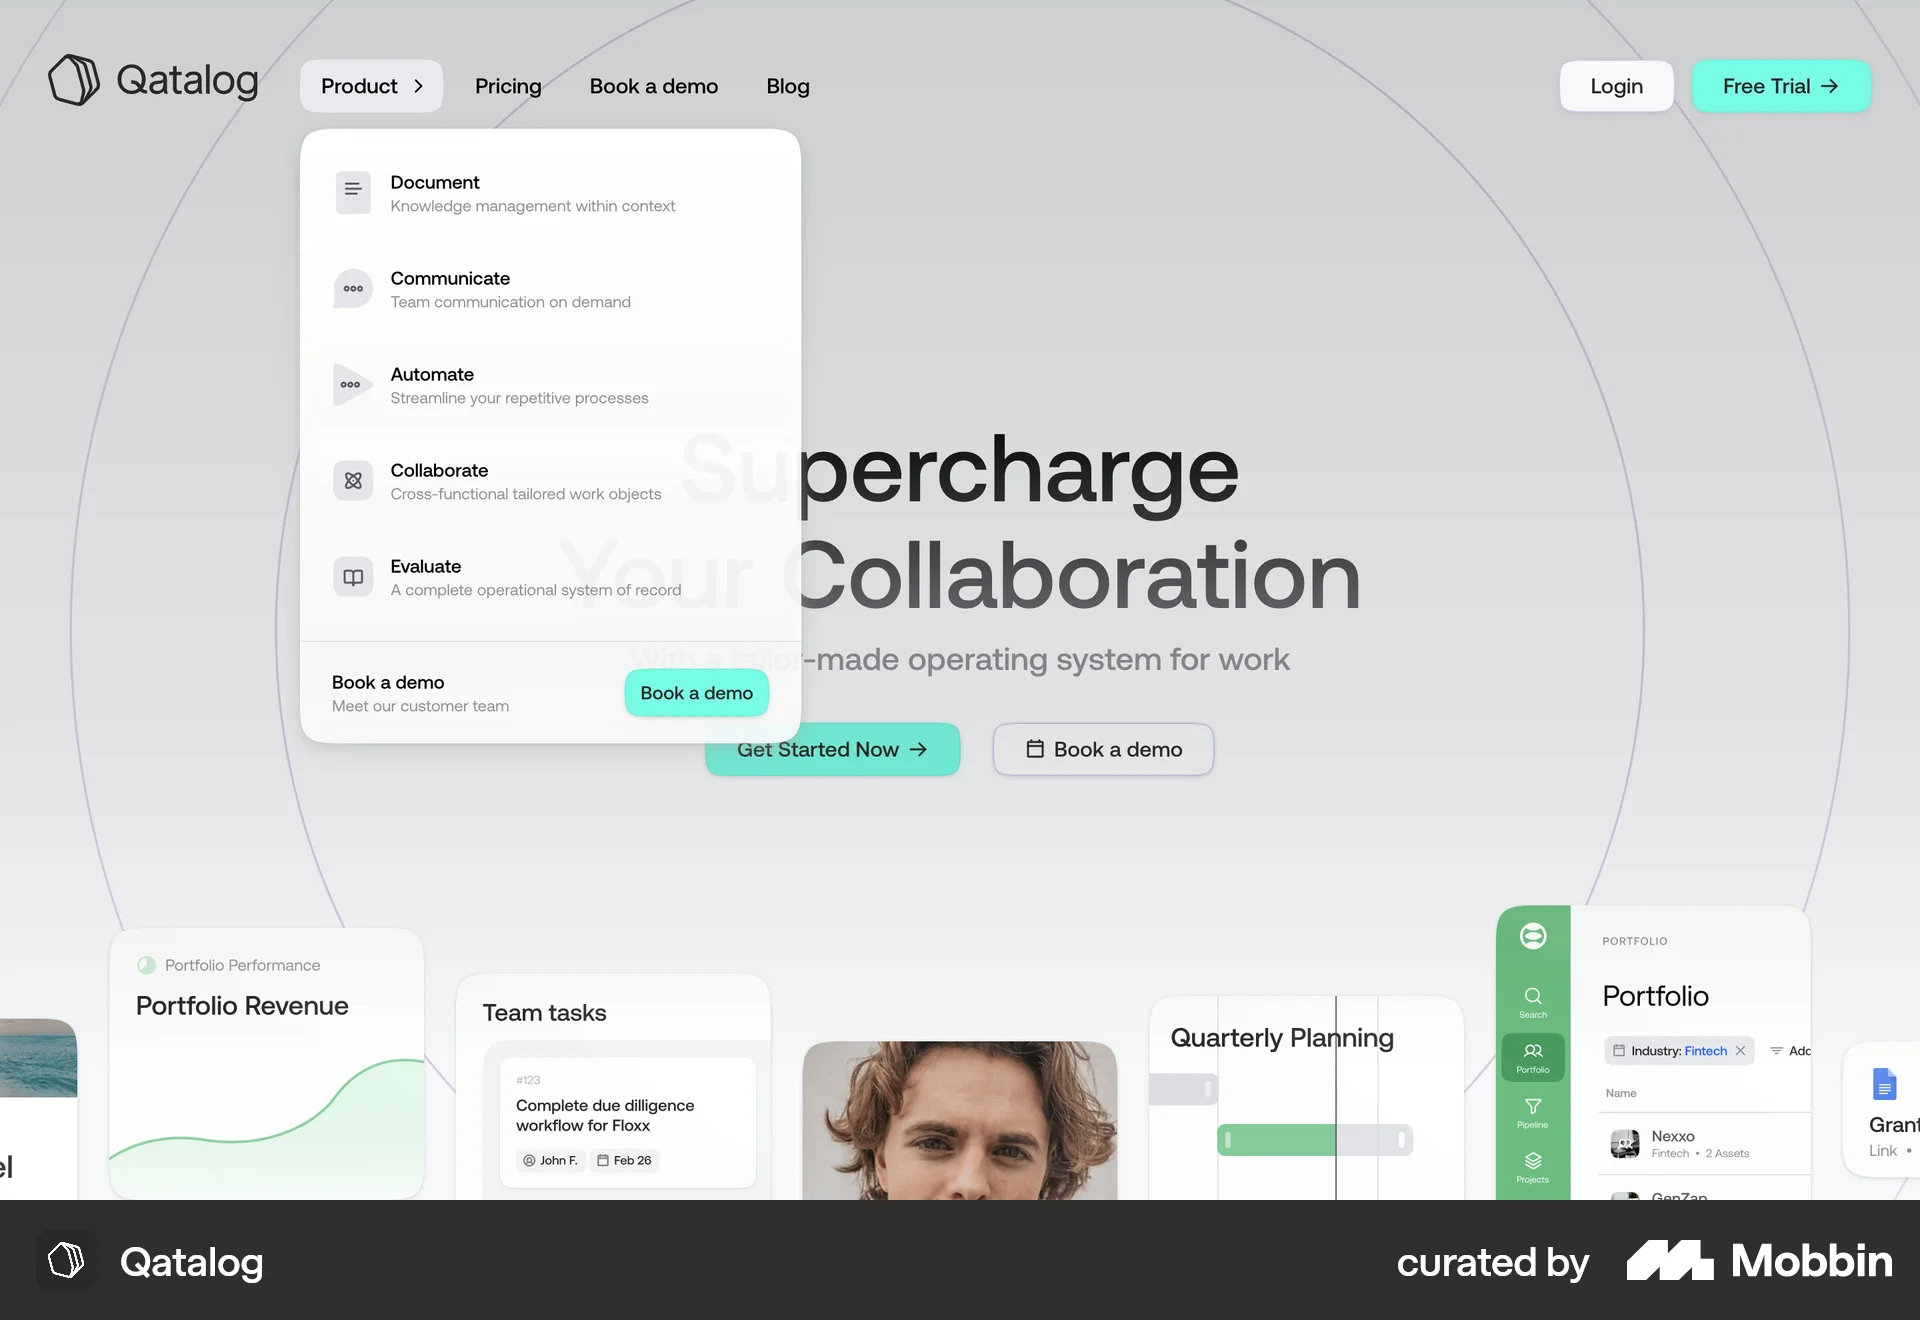 Qatalog
Product
Pricing
Book a demo
Blog
Login
Free Trial
Document
Knowledge management within context
Communicate
Team communication on demand
Automate
Streamline your repetitive processes
Collaborate
Cross-functional tailored work objects
Evaluate
A complete operational system of record
Book a demo
Meet our customer team
Book a demo
Supercharge
Your Collaboration
With a tailor-made operating system for work
Get Started Now
Book a demo
Portfolio Performance
Portfolio Revenue
Team tasks
#123
Complete due dilligence
workflow for Floxx
John F.
Feb 26
Quarterly Planning
Search
Portfolio
Pipeline
Projects
PORTFOLIO
Portfolio
Industry: Fintech
Add
Name
Nexxo
Fintech • 2 Assets
GenZap
Grant
Link •
el
Qatalog
curated by Mobbin